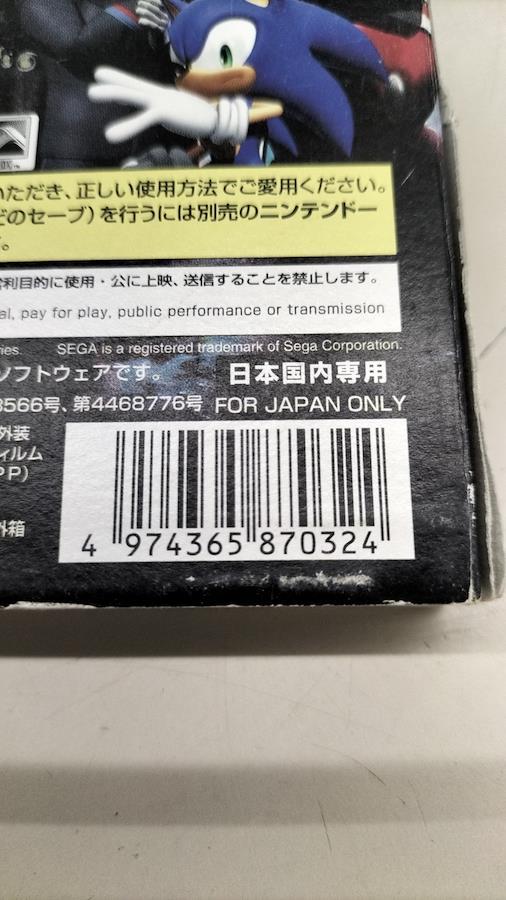 いただき、正しい使用方法でご愛用ください。
どのセーブ）を行うには別売のニンテンドー
。
営利目的に使用・公に上映、送信することを禁止します。
al, pay for play, public performance or transmission
ries. SEGA is a registered trademark of Sega Corporation.
ソフトウェアです。 日本国内専用
3566号、第4468776号 FOR JAPAN ONLY
外装
ィルム
PP)
外箱
4 974365 870324